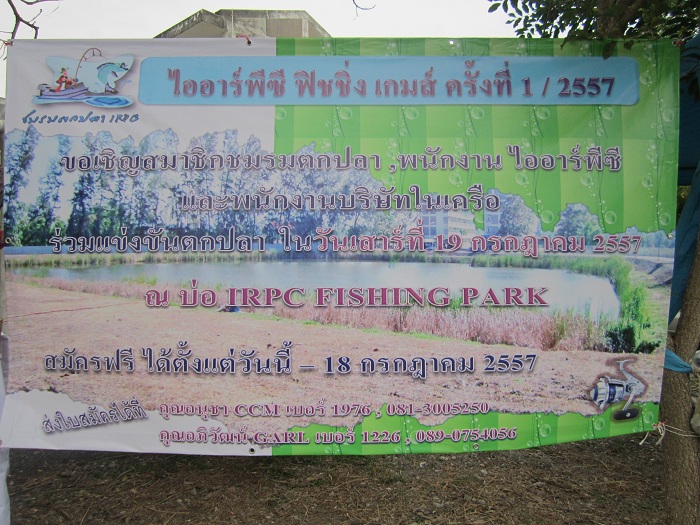 ไออาร์พีซี ฟิชชิ่ง เกมส์ ครั้งที่ 1 / 2557
ชมรมตกปลา IRPC
ขอเชิญสมาชิกชมรมตกปลา ,พนักงาน ไออาร์พีซี
และพนักงานบริษัทในเครือ
ร่วมแข่งขันตกปลา ในวันเสาร์ที่ 19 กรกฎาคม 2557
ณ บ่อ IRPC FISHING PARK
สมัครฟรี ได้ตั้งแต่วันนี้ – 18 กรกฎาคม 2557
ส่งใบสมัครได้ที่
คุณอนุชา CCM เบอร์ 1976 , 081-3005250
คุณอภิวัฒน์ GARL เบอร์ 1226 , 089-0754056